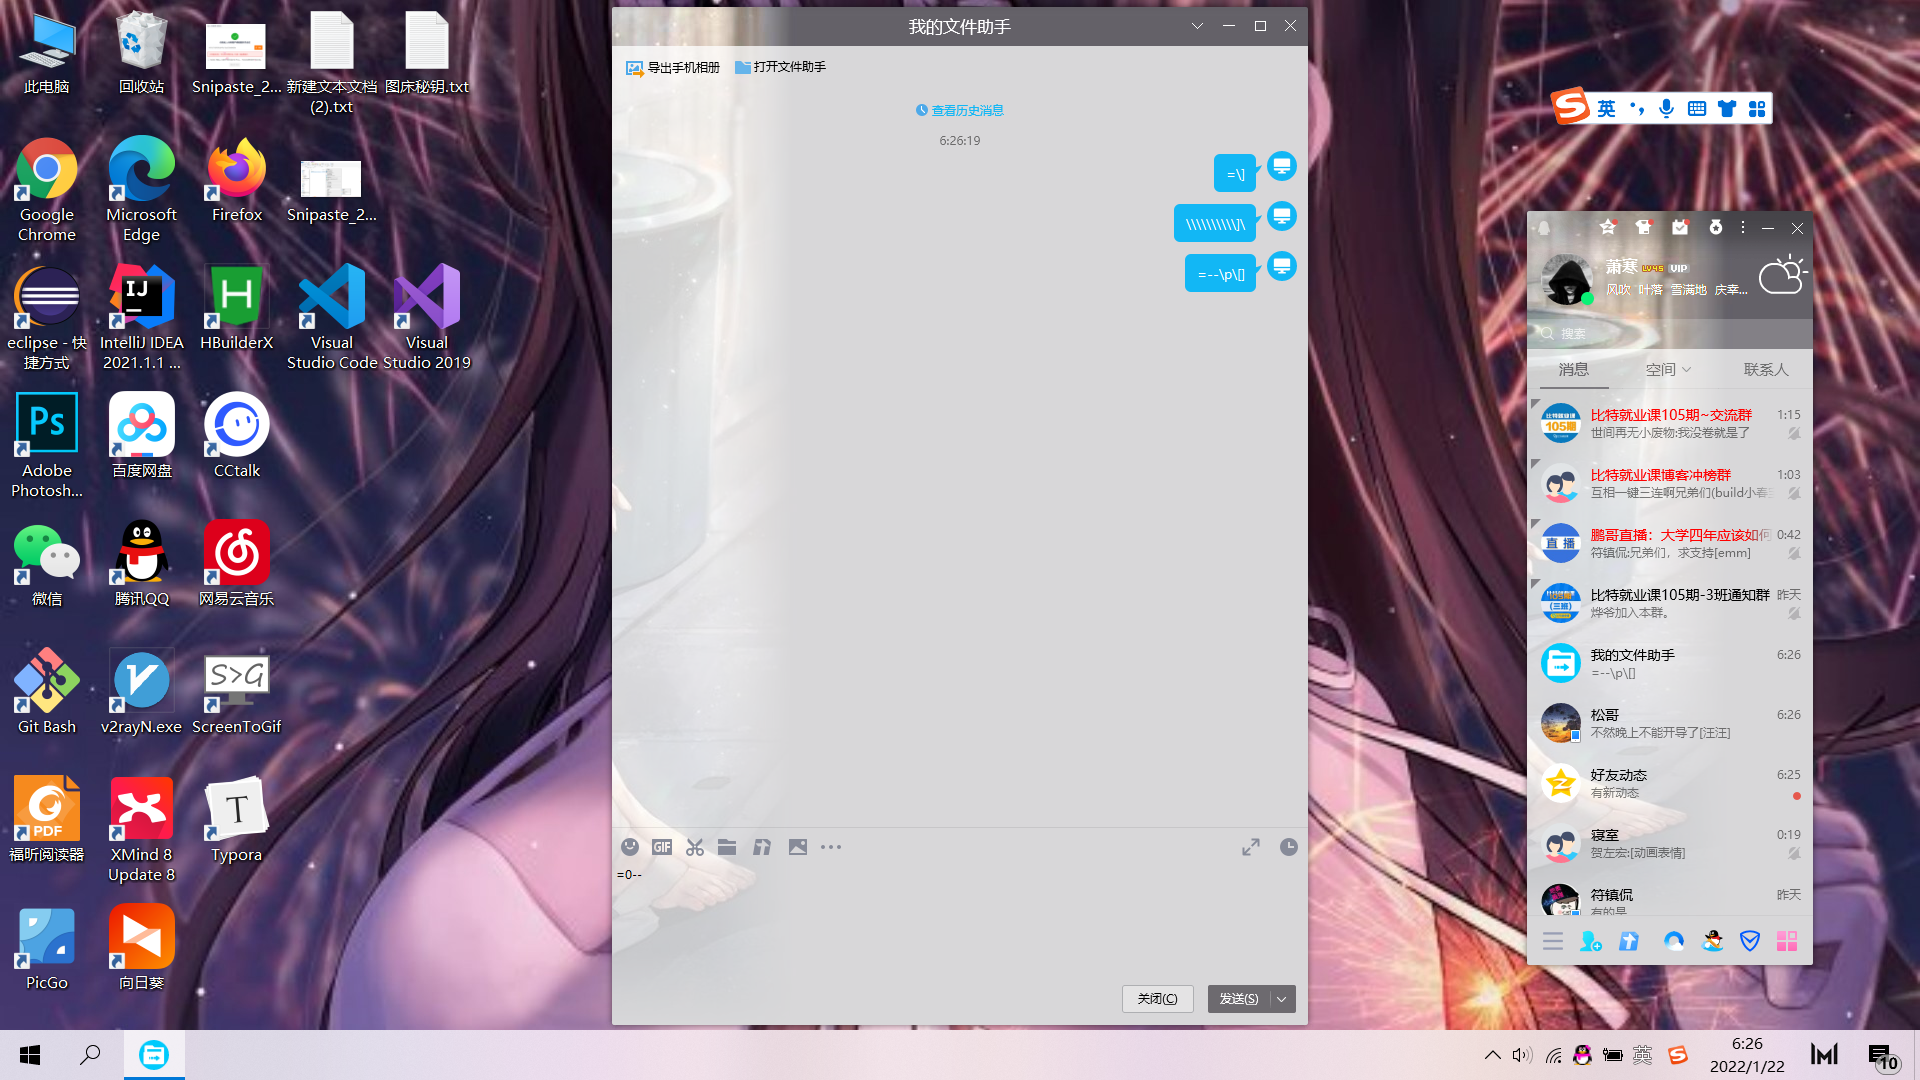 此电脑
回收站
Snipaste_2...
新建文本文档
(2).txt
图床秘钥.txt
Google
Chrome
Microsoft
Edge
Firefox
Snipaste_2...
eclipse - 快
捷方式
IntelliJ IDEA
2021.1.1 ...
HBuilderX
Visual
Studio Code
Visual
Studio 2019
Adobe
Photosh...
百度网盘
CCtalk
微信
腾讯QQ
网易云音乐
Git Bash
v2rayN.exe
S>G
ScreenToGif
PDF
福昕阅读器
XMind 8
Update 8
T
Typora
PicGo
向日葵
我的文件助手
导出手机相册
打开文件助手
查看历史消息
6:26:19
=\]
\\\\\\\\\\]\
=--\p\[]
GIF
=0--
关闭(C)
发送(S)
英
萧寒 LV45 VIP
风吹 叶落 雪满地 庆幸...
搜索
消息
空间
联系人
比特就业课105期~交流群
1:15
世间再无小废物:我没卷就是了
比特就业课博客冲榜群
1:03
互相一键三连啊兄弟们(build小春
鹏哥直播：大学四年应该如何
0:42
符镇侃:兄弟们，求支持[emm]
比特就业课105期-3班通知群
昨天
烨爷加入本群。
我的文件助手
6:26
=--\p\[]
松哥
6:26
不然晚上不能开导了[汪汪]
好友动态
6:25
有新动态
寝室
0:19
贺左宏:[动画表情]
符镇侃
昨天
有的是
英
6:26
2022/1/22
10